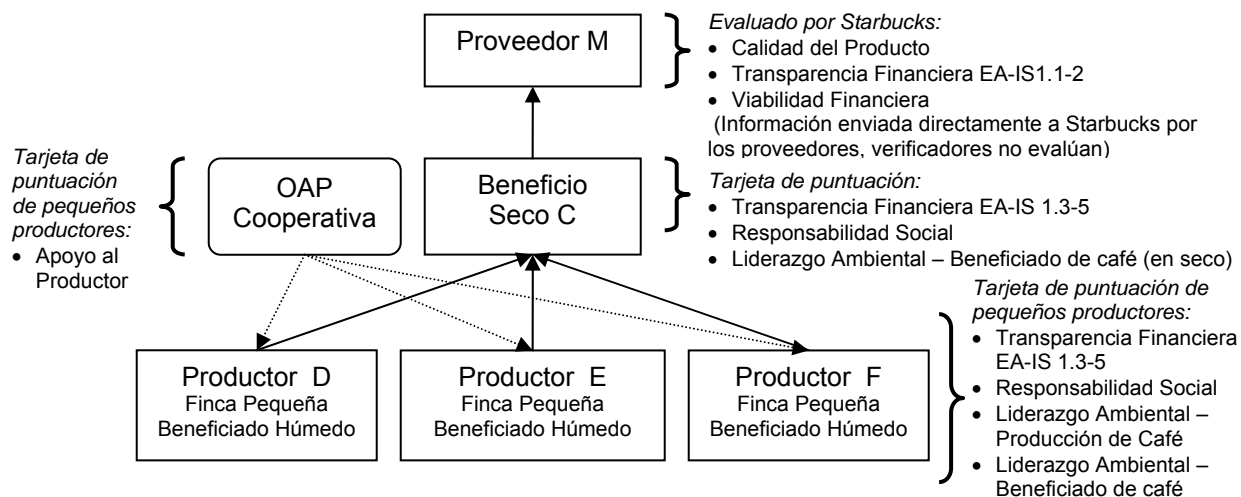 Proveedor M
Evaluado por Starbucks:
• Calidad del Producto
• Transparencia Financiera EA-IS1.1-2
• Viabilidad Financiera
(Información enviada directamente a Starbucks por
los proveedores, verificadores no evalúan)
Tarjeta de
puntuación
de pequeños
productores:
• Apoyo al
Productor
OAP
Cooperativa
Beneficio
Seco C
Tarjeta de puntuación:
• Transparencia Financiera EA-IS 1.3-5
• Responsabilidad Social
• Liderazgo Ambiental – Beneficiado de café (en seco)
Productor D
Finca Pequeña
Beneficiado Húmedo
Productor E
Finca Pequeña
Beneficiado Húmedo
Productor F
Finca Pequeña
Beneficiado Húmedo
Tarjeta de puntuación de
pequeños productores:
• Transparencia Financiera
EA-IS 1.3-5
• Responsabilidad Social
• Liderazgo Ambiental –
Producción de Café
• Liderazgo Ambiental –
Beneficiado de café